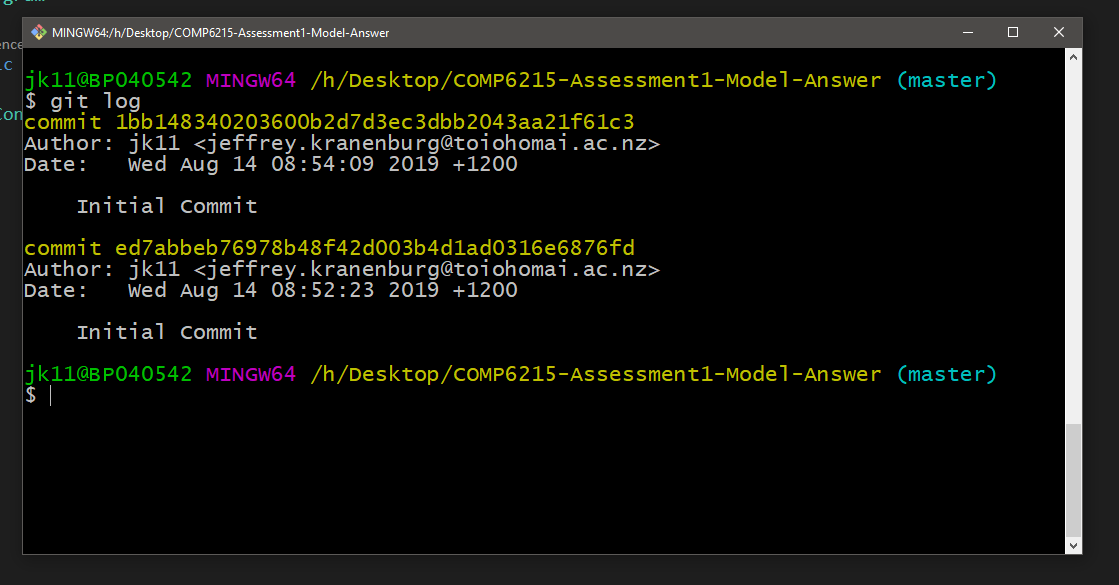 MINGW64:/h/Desktop/COMP6215-Assessment1-Model-Answer
jk11@BPO40542 MINGW64 /h/Desktop/COMP6215-Assessment1-Model-Answer (master)
$ git log
commit 1bb148340203600b2d7d3ec3dbb2043aa21f61c3
Author: jk11 <jeffrey.kranenburg@toiohomai.ac.nz>
Date:   Wed Aug 14 08:54:09 2019 +1200
    Initial Commit
commit ed7abbeb76978b48f42d003b4d1ad0316e6876fd
Author: jk11 <jeffrey.kranenburg@toiohomai.ac.nz>
Date:   Wed Aug 14 08:52:23 2019 +1200
    Initial Commit
jk11@BPO40542 MINGW64 /h/Desktop/COMP6215-Assessment1-Model-Answer (master)
$